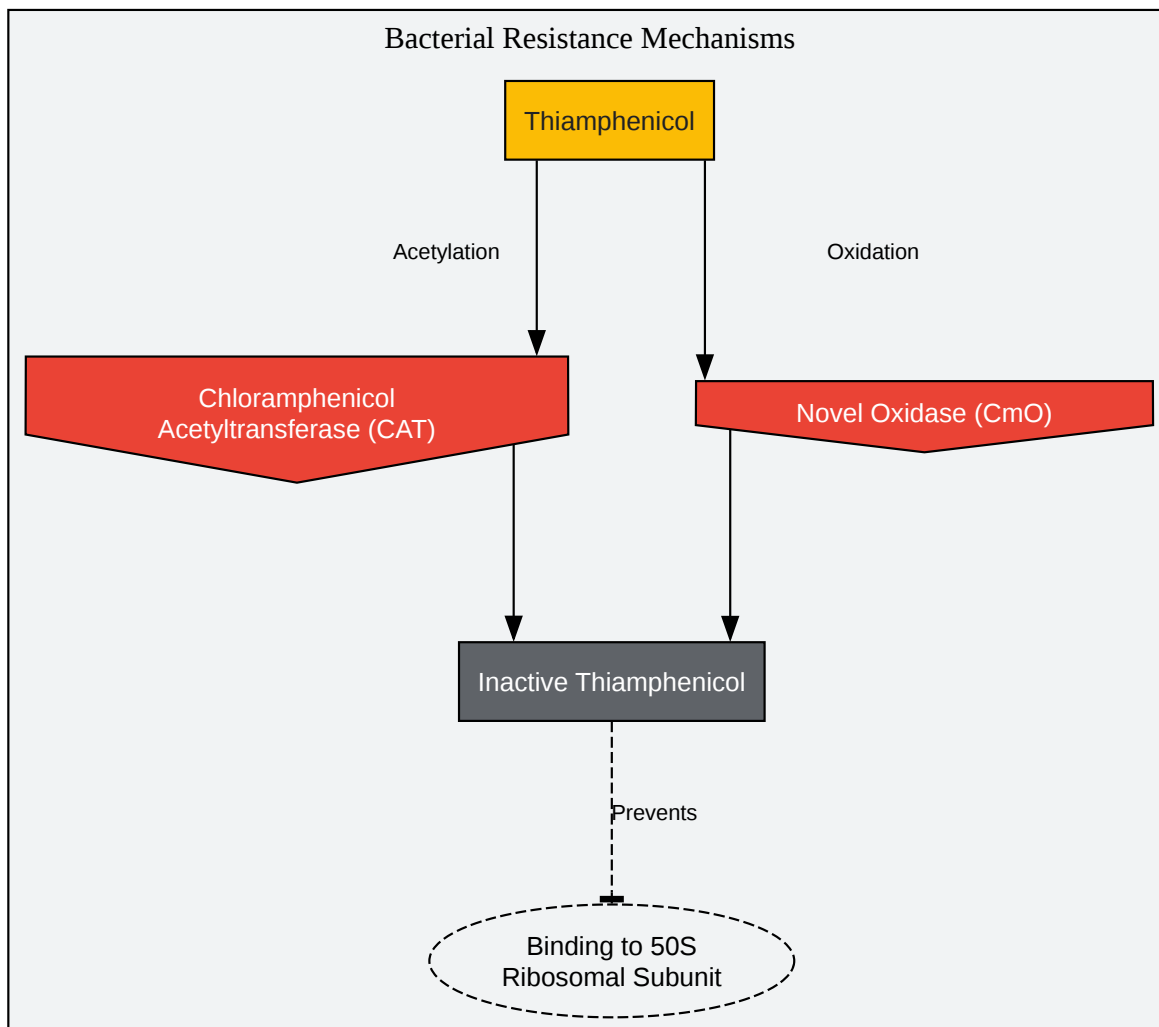 Bacterial Resistance Mechanisms
Thiamphenicol
Acetylation
Oxidation
Chloramphenicol
Acetyltransferase (CAT)
Novel Oxidase (CmO)
Inactive Thiamphenicol
Prevents
Binding to 50S
Ribosomal Subunit